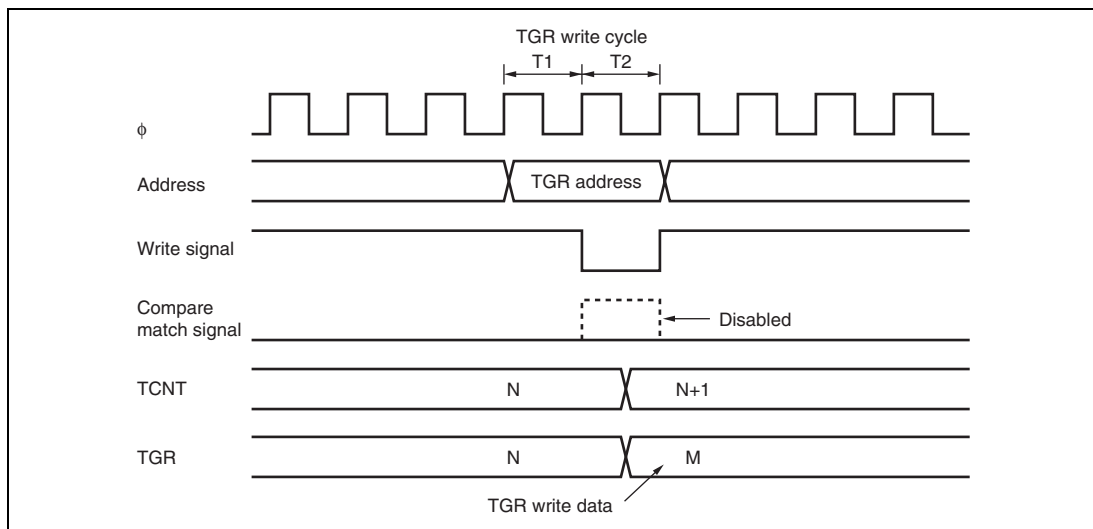 TGR write cycle
T1 T2
ϕ
Address
TGR address
Write signal
Compare
match signal
Disabled
TCNT
N N+1
TGR
N M
TGR write data